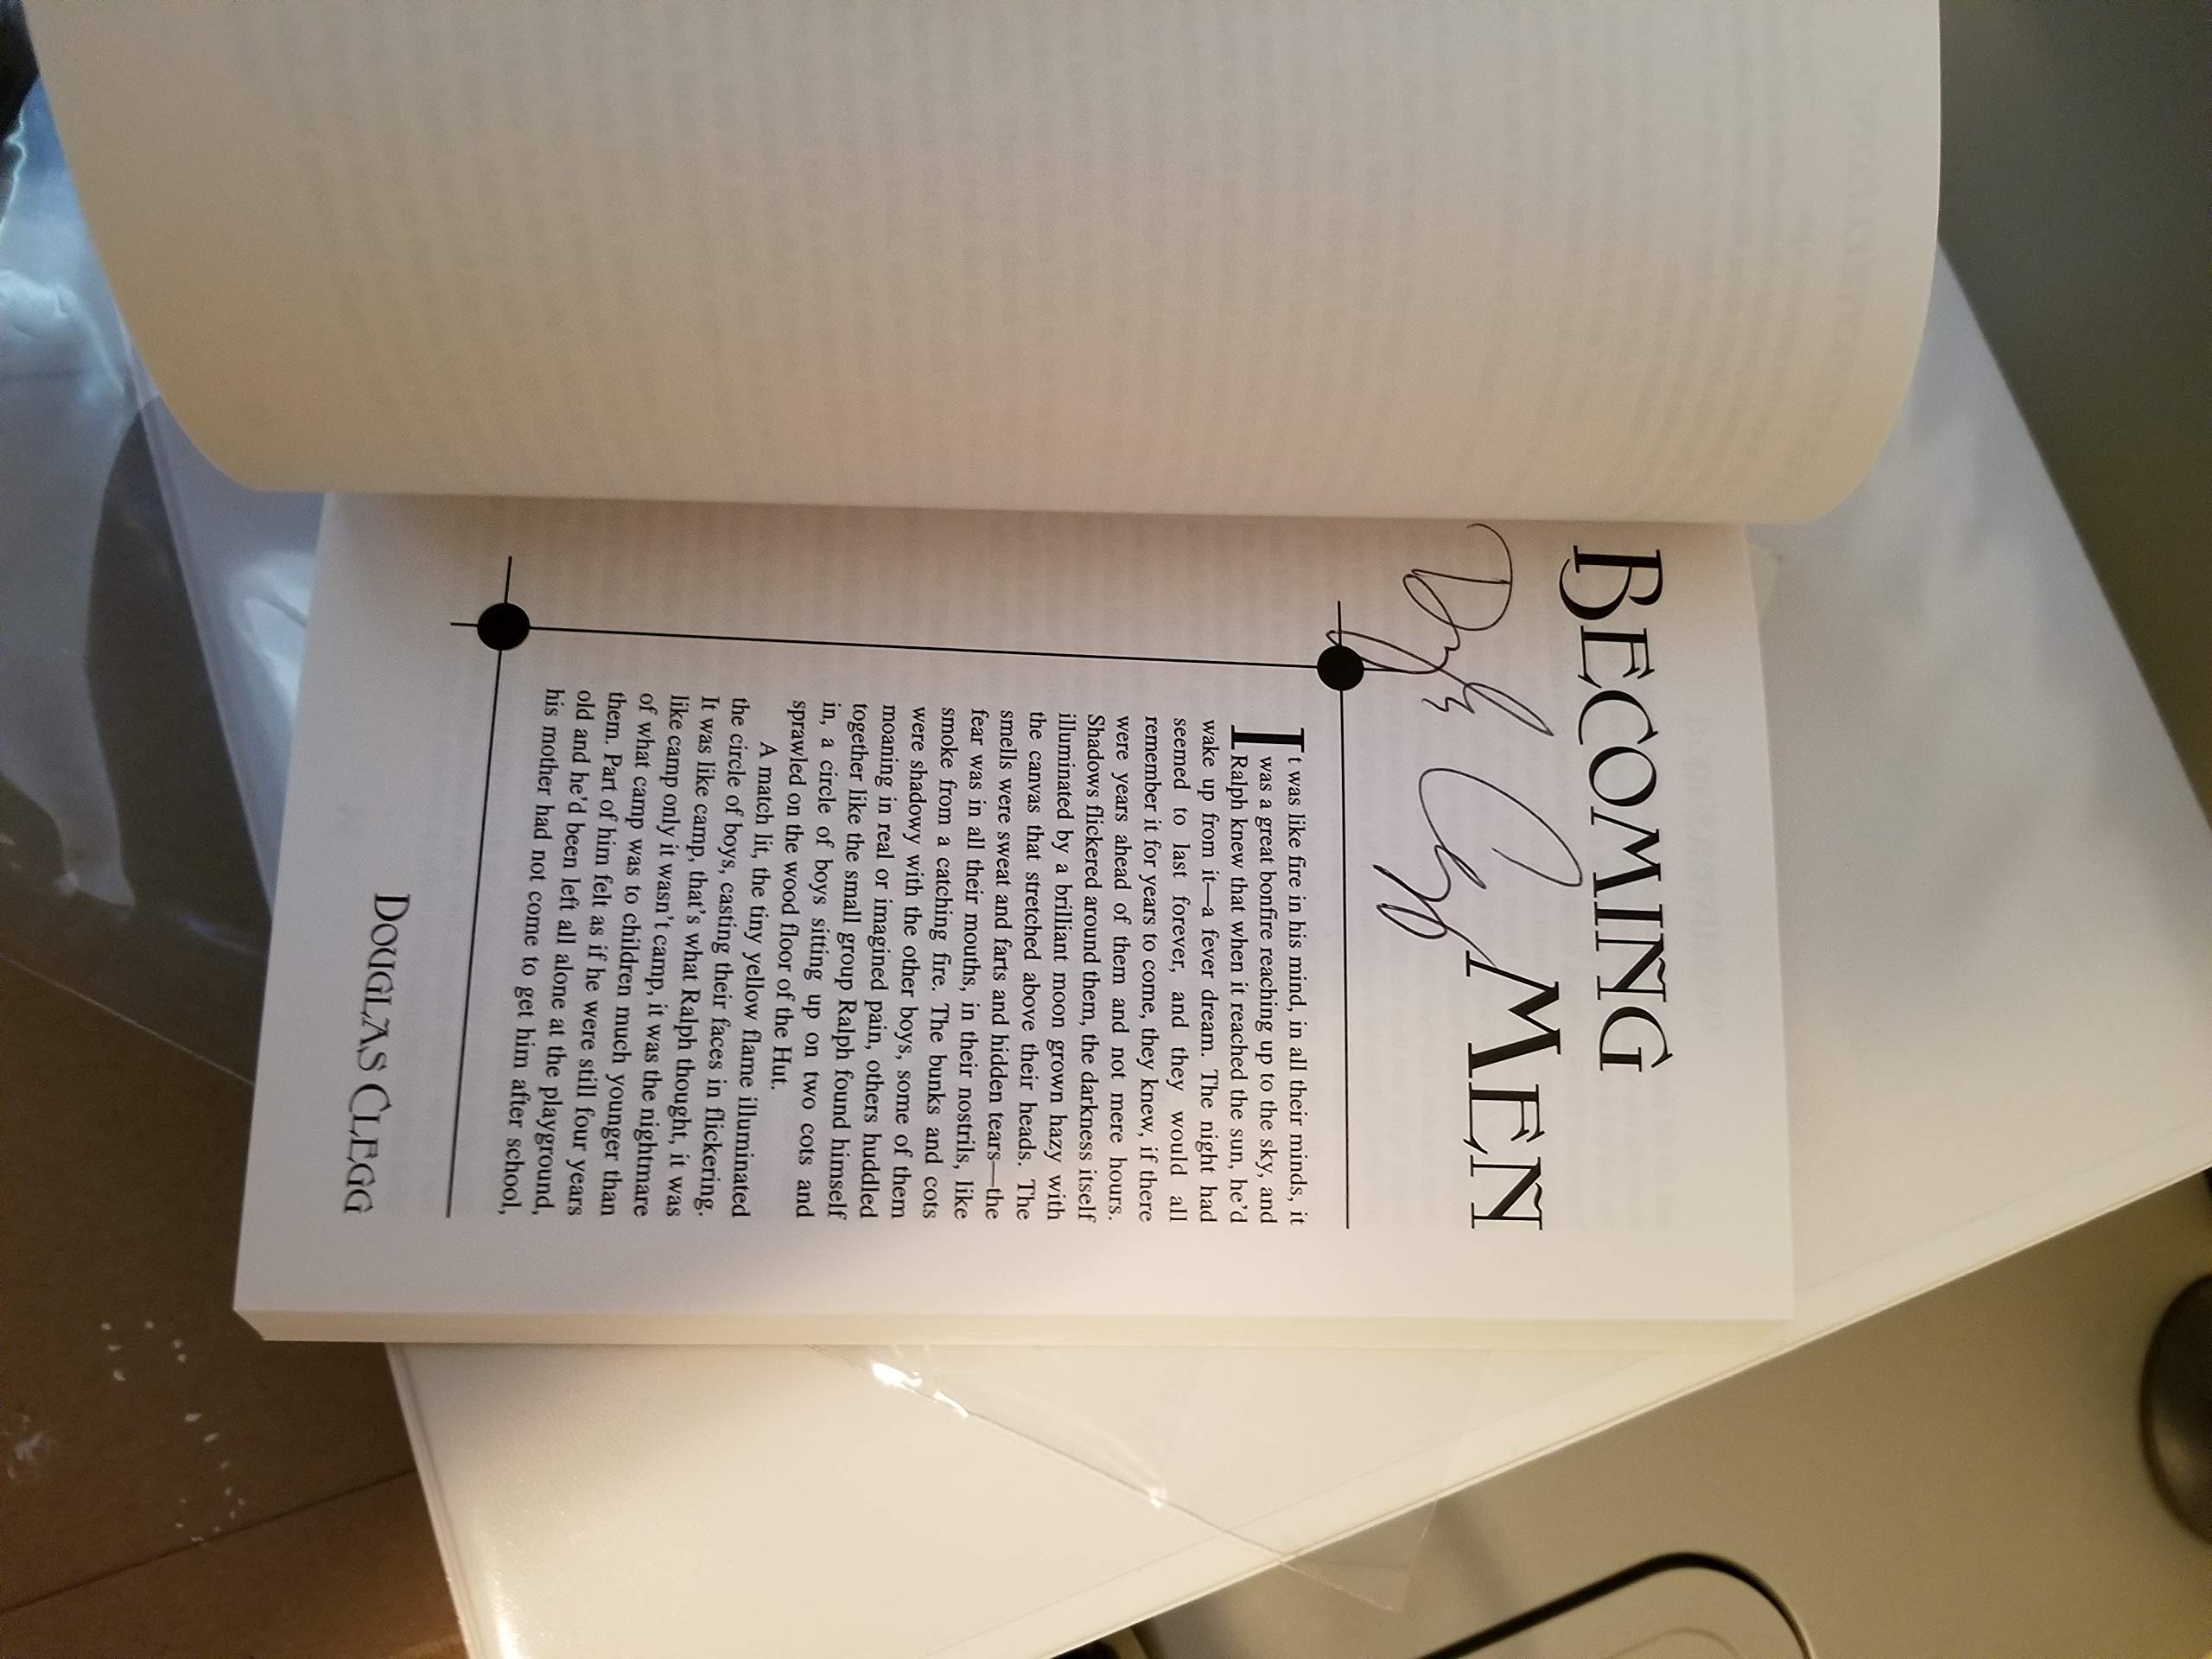 BECOMING
MEN
Douglas Clegg
It was like fire in his mind, in all their minds, it
was a great bonfire reaching up to the sky, and
Ralph knew that when it reached the sun, he'd
wake up from it—a fever dream. The night had
seemed to last forever, and they would all
remember it for years to come, they knew, if there
were years ahead of them and not mere hours.
Shadows flickered around them, the darkness itself
illuminated by a brilliant moon grown hazy with
the canvas that stretched above their heads. The
smells were sweat and farts and hidden tears—the
fear was in all their mouths, in their nostrils, like
smoke from a catching fire. The bunks and cots
were shadowy with the other boys, some of them
moaning in real or imagined pain, others huddled
together like the small group Ralph found himself
in, a circle of boys sitting up on two cots and
sprawled on the wood floor of the Hut.
A match lit, the tiny yellow flame illuminated
the circle of boys, casting their faces in flickering.
It was like camp, that's what Ralph thought, it was
like camp only it wasn't camp, it was the nightmare
of what camp was to children much younger than
them. Part of him felt as if he were still four years
old and he'd been left all alone at the playground,
his mother had not come to get him after school,
DOUGLAS CLEGG